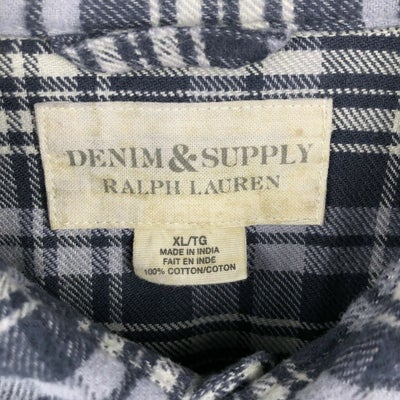 DENIM & SUPPLY
RALPH LAUREN
XL/TG
MADE IN INDIA
FAIT EN INDE
100% COTTON/COTON